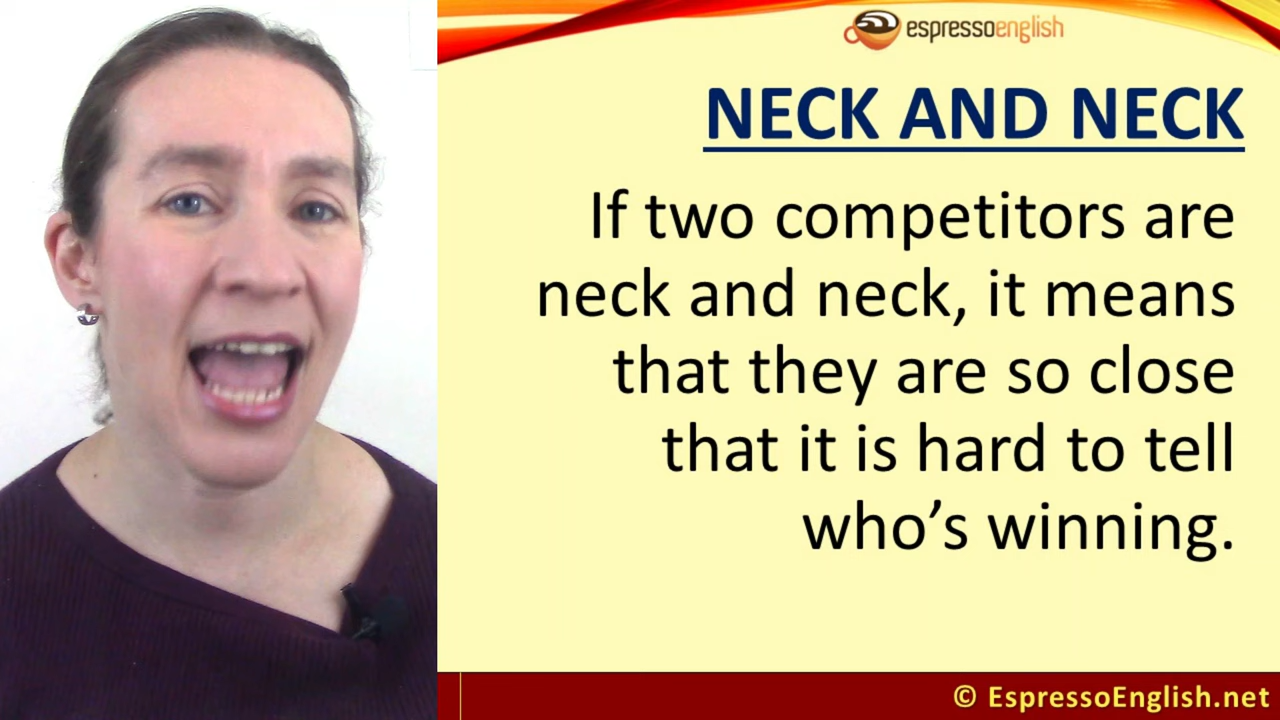 espressoenglish
NECK AND NECK
If two competitors are
neck and neck, it means
that they are so close
that it is hard to tell
who’s winning.
© EspressoEnglish.net